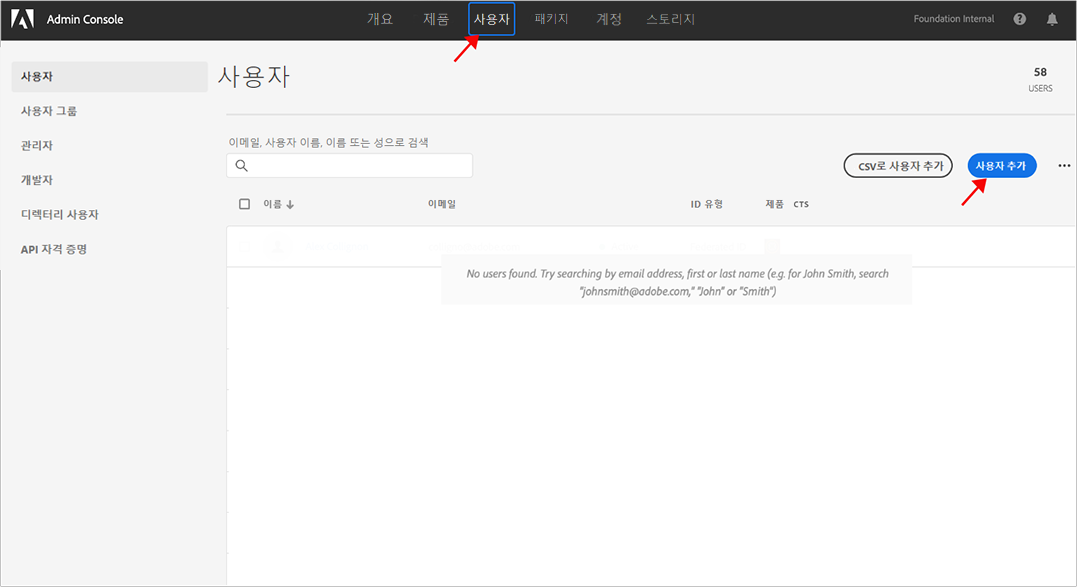 Admin Console
개요 제품 사용자 패키지 계정 스토리지
Foundation Internal
사용자
사용자 그룹
관리자
개발자
디렉터리 사용자
API 자격 증명
사용자
58
USERS
이메일, 사용자 이름, 이름 또는 성으로 검색
CSV로 사용자 추가
사용자 추가
이름 이메일 ID 유형 제품 CTS
No users found. Try searching by email address, first or last name (e.g. for John Smith, search
"johnsmith@adobe.com," "John" or "Smith")